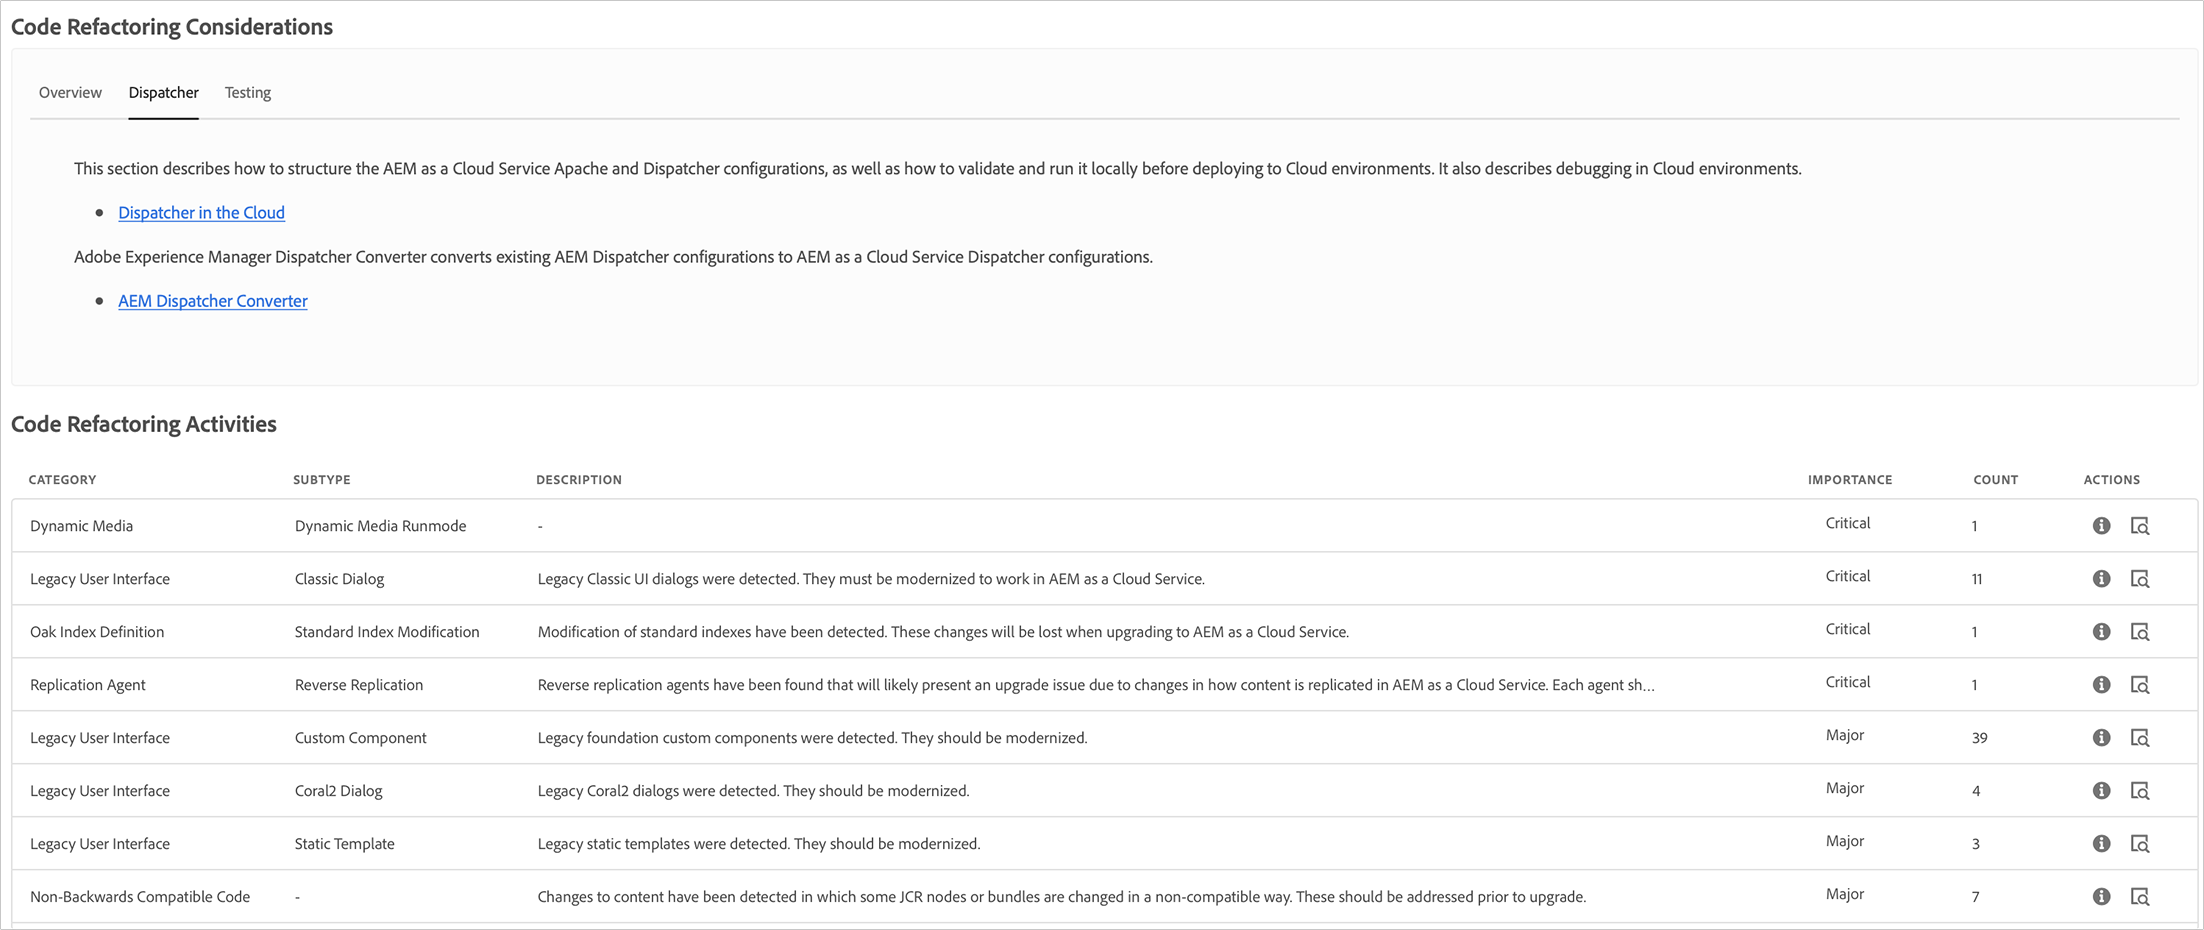 Code Refactoring Considerations
Overview Dispatcher Testing
This section describes how to structure the AEM as a Cloud Service Apache and Dispatcher configurations, as well as how to validate and run it locally before deploying to Cloud environments. It also describes debugging in Cloud environments.
• Dispatcher in the Cloud
Adobe Experience Manager Dispatcher Converter converts existing AEM Dispatcher configurations to AEM as a Cloud Service Dispatcher configurations.
• AEM Dispatcher Converter
Code Refactoring Activities
CATEGORY SUBTYPE DESCRIPTION IMPORTANCE COUNT ACTIONS
Dynamic Media Dynamic Media Runmode - Critical 1
Legacy User Interface Classic Dialog Legacy Classic UI dialogs were detected. They must be modernized to work in AEM as a Cloud Service. Critical 11
Oak Index Definition Standard Index Modification Modification of standard indexes have been detected. These changes will be lost when upgrading to AEM as a Cloud Service. Critical 1
Replication Agent Reverse Replication Reverse replication agents have been found that will likely present an upgrade issue due to changes in how content is replicated in AEM as a Cloud Service. Each agent sh... Critical 1
Legacy User Interface Custom Component Legacy foundation custom components were detected. They should be modernized. Major 39
Legacy User Interface Coral2 Dialog Legacy Coral2 dialogs were detected. They should be modernized. Major 4
Legacy User Interface Static Template Legacy static templates were detected. They should be modernized. Major 3
Non-Backwards Compatible Code - Changes to content have been detected in which some JCR nodes or bundles are changed in a non-compatible way. These should be addressed prior to upgrade. Major 7